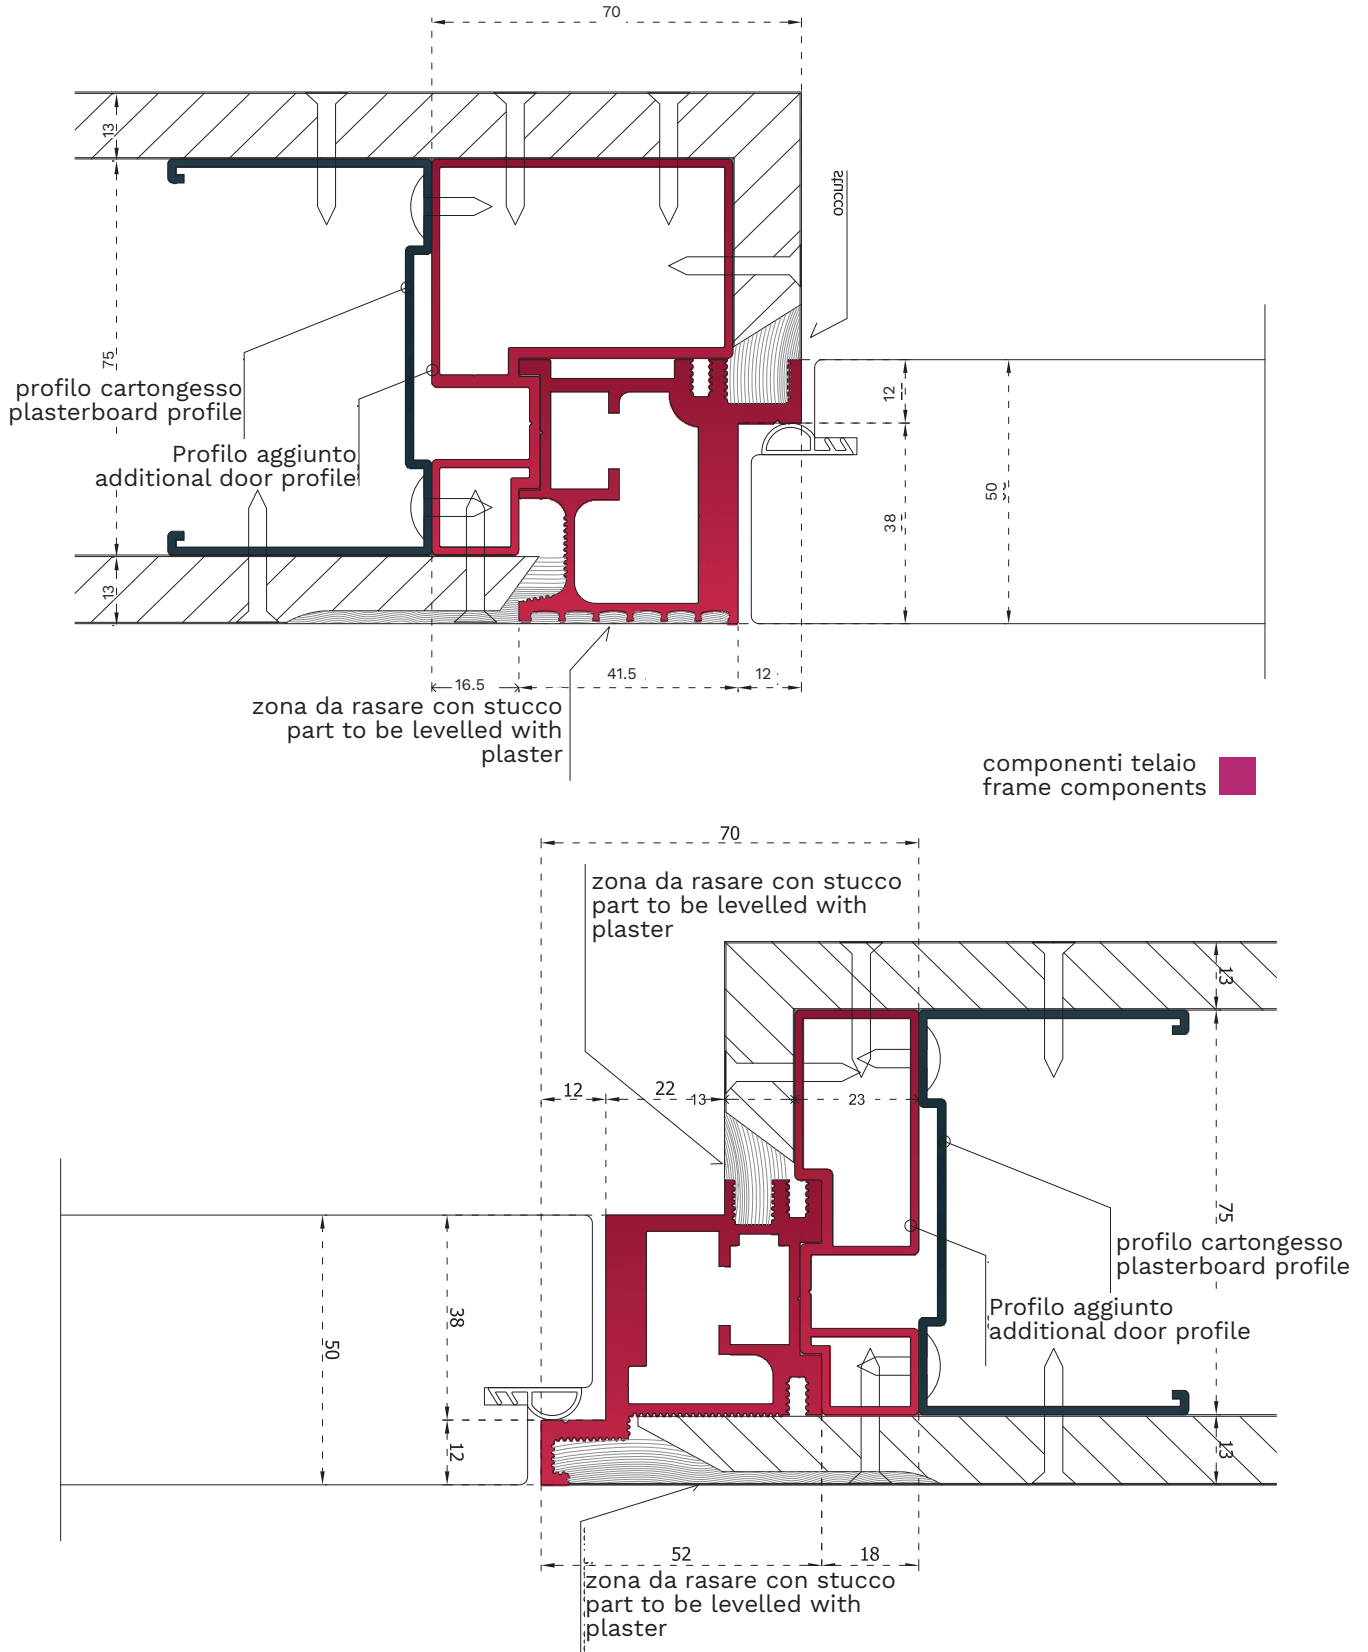 70
13
stucco
75
profilo cartongesso
plasterboard profile
Profilo aggiunto
additional door profile
12
50
38
13
16.5
41.5
12
zona da rasare con stucco
part to be levelled with
plaster
componenti telaio
frame components
70
zona da rasare con stucco
part to be levelled with
plaster
13
12
22
13
23
75
profilo cartongesso
plasterboard profile
38
50
Profilo aggiunto
additional door profile
12
13
52
18
zona da rasare con stucco
part to be levelled with
plaster